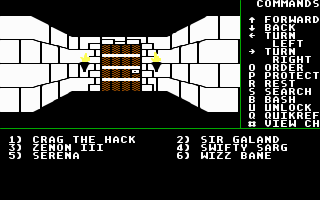 COMMANDS
↑ FORWARD
↓ BACK
← TURN
LEFT
→ TURN
RIGHT
O ORDER
P PROTECT
R REST
S SEARCH
B BASH
U UNLOCK
Q QUIKREF
# VIEW CH
1) CRAG THE HACK 2) SIR GALAND
3) ZENON III 4) SWIFTY SARG
5) SERENA 6) WIZZ BANE